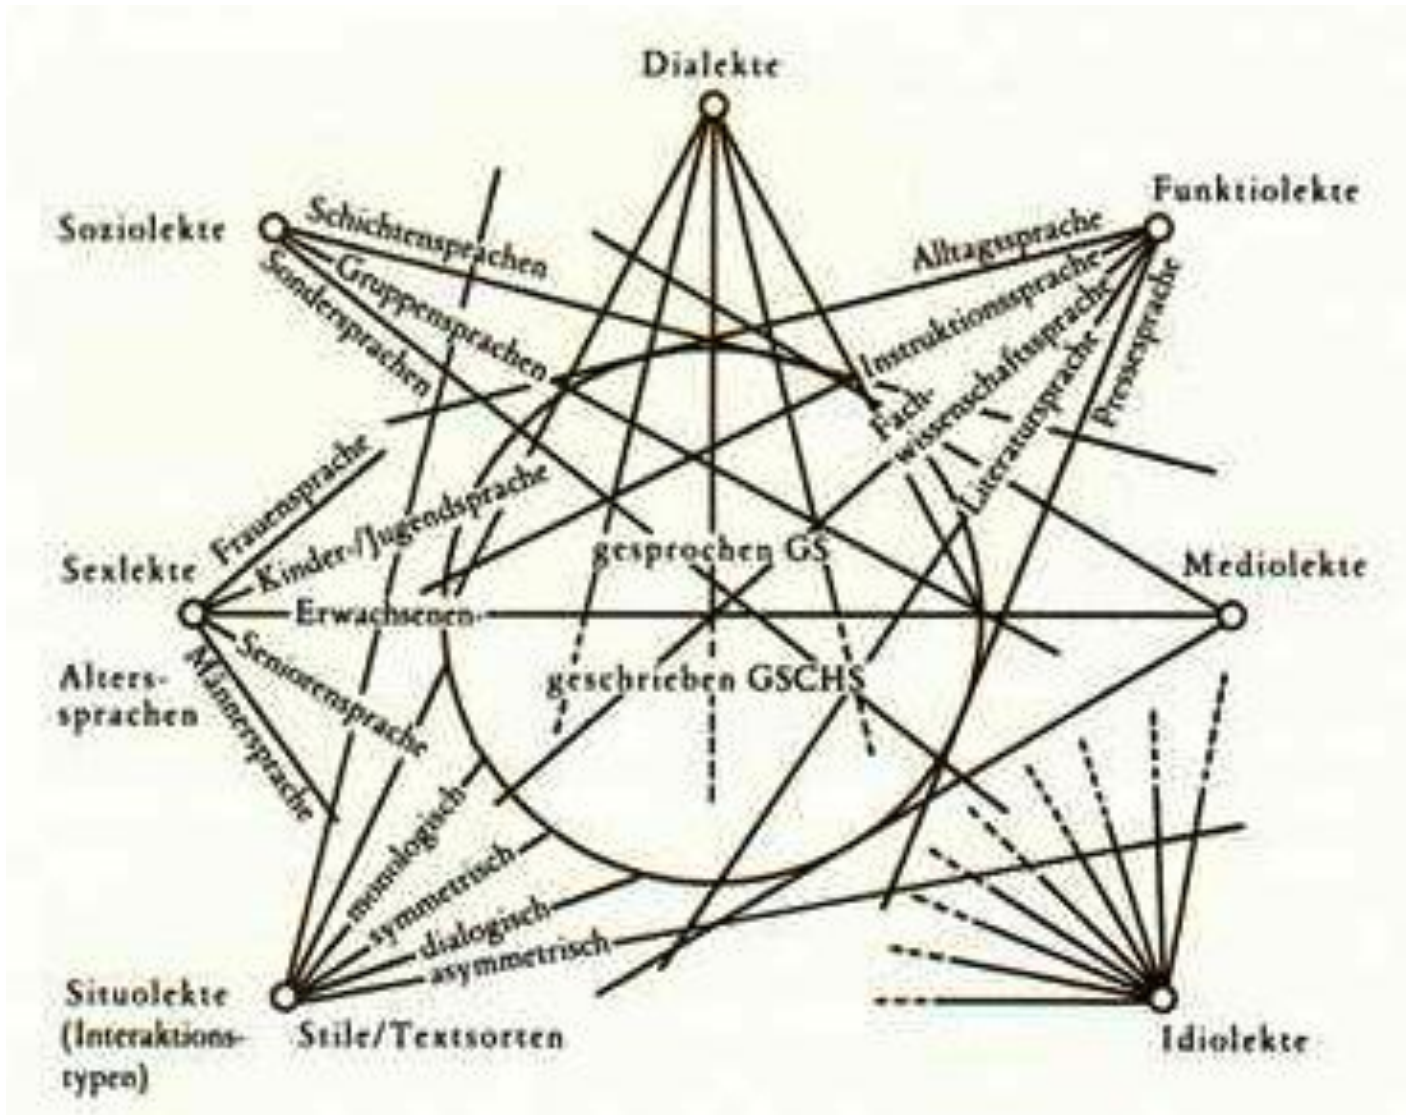 Dialekte
Funktiolekte
Soziolekte
Schichtensprachen
Gruppensprachen
Sondersprachen
Alltagssprache
Instruktionssprache
Fach-
wissenschaftssprache
Literatursprache
Pressesprache
Frauensprache
Kinder-/Jugendsprache
Sexlekte
Erwachsenen-
Seniorensprache
Männersprache
Alters-
sprachen
gesprochen GS
geschrieben GSCHS
Mediolekte
monologisch
symmetrisch
dialogisch
asymmetrisch
Situolekte
(Interaktions-
typen)
Stile/Textsorten
Idiolekte